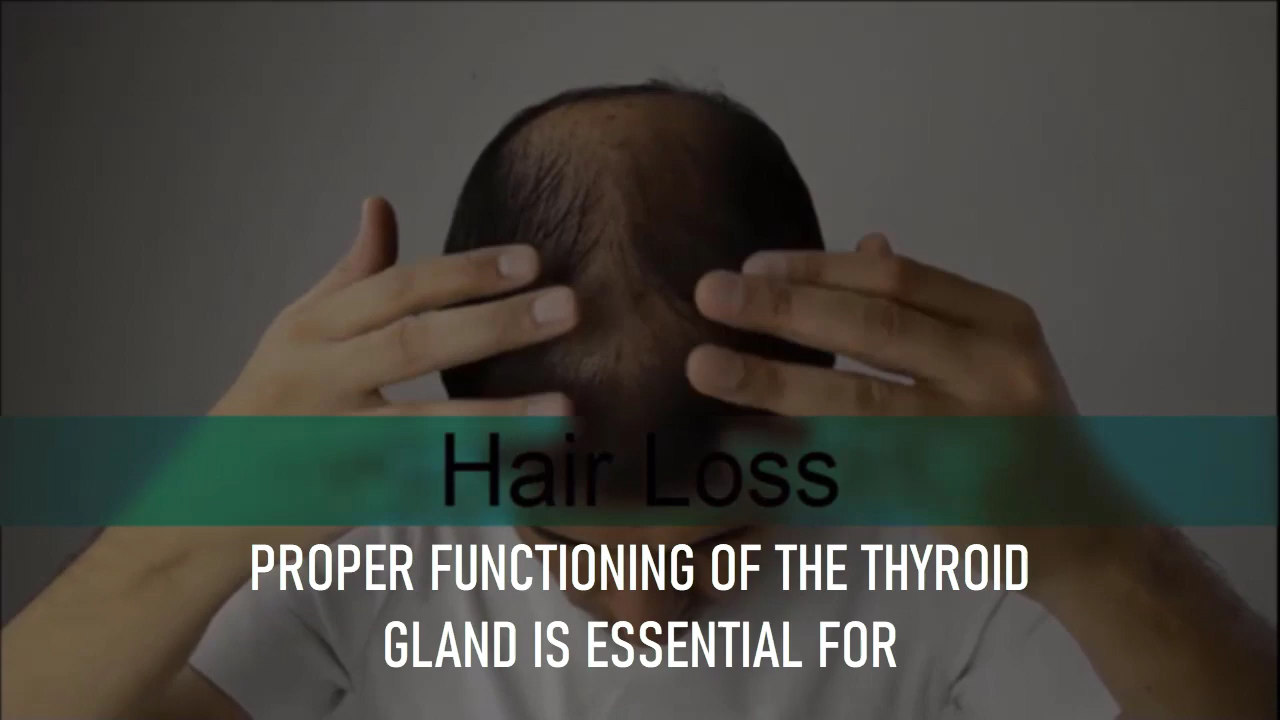 Hair Loss
PROPER FUNCTIONING OF THE THYROID
GLAND IS ESSENTIAL FOR